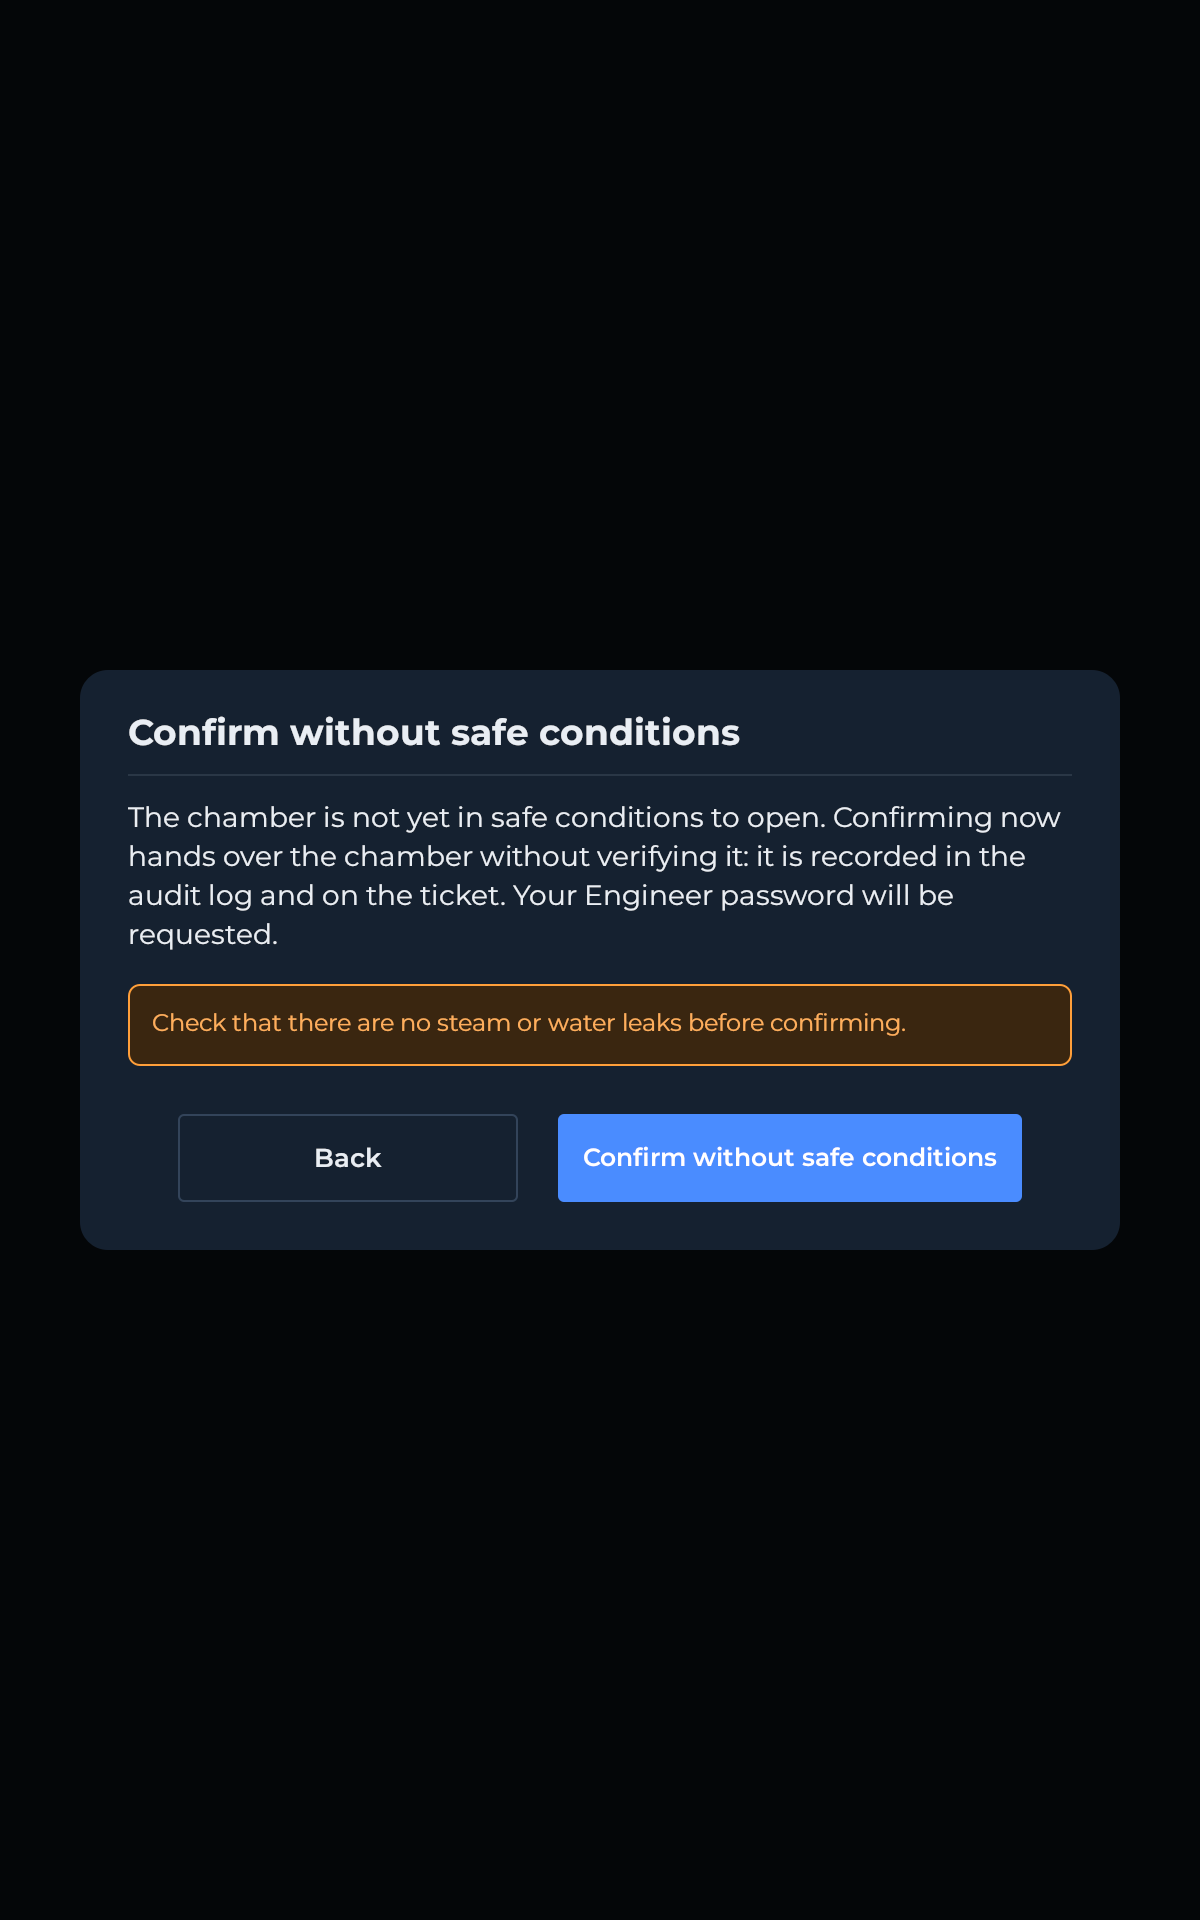 Confirm without safe conditions
The chamber is not yet in safe conditions to open. Confirming now
hands over the chamber without verifying it: it is recorded in the
audit log and on the ticket. Your Engineer password will be
requested.
Check that there are no steam or water leaks before confirming.
Back
Confirm without safe conditions